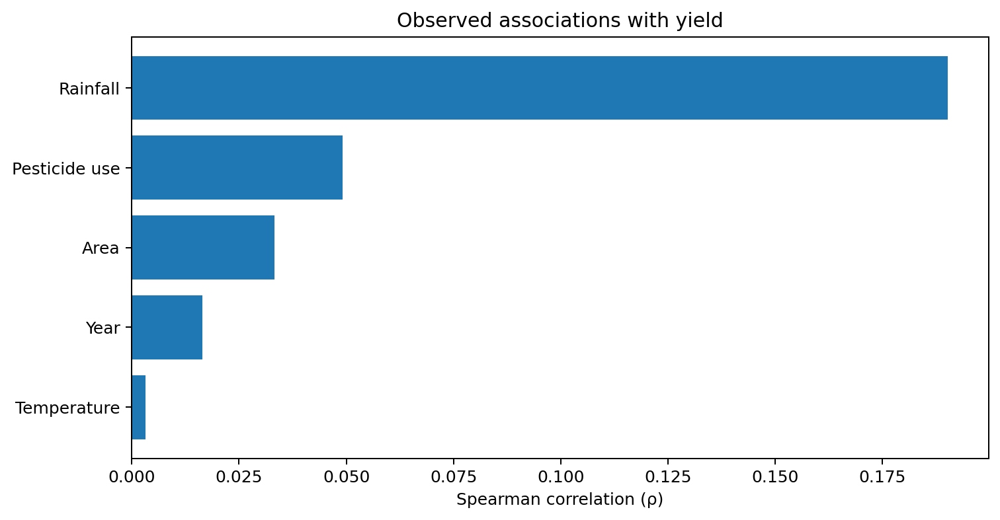 Observed associations with yield
Rainfall
Pesticide use
Area
Year
Temperature
0.000 0.025 0.050 0.075 0.100 0.125 0.150 0.175
Spearman correlation (ρ)